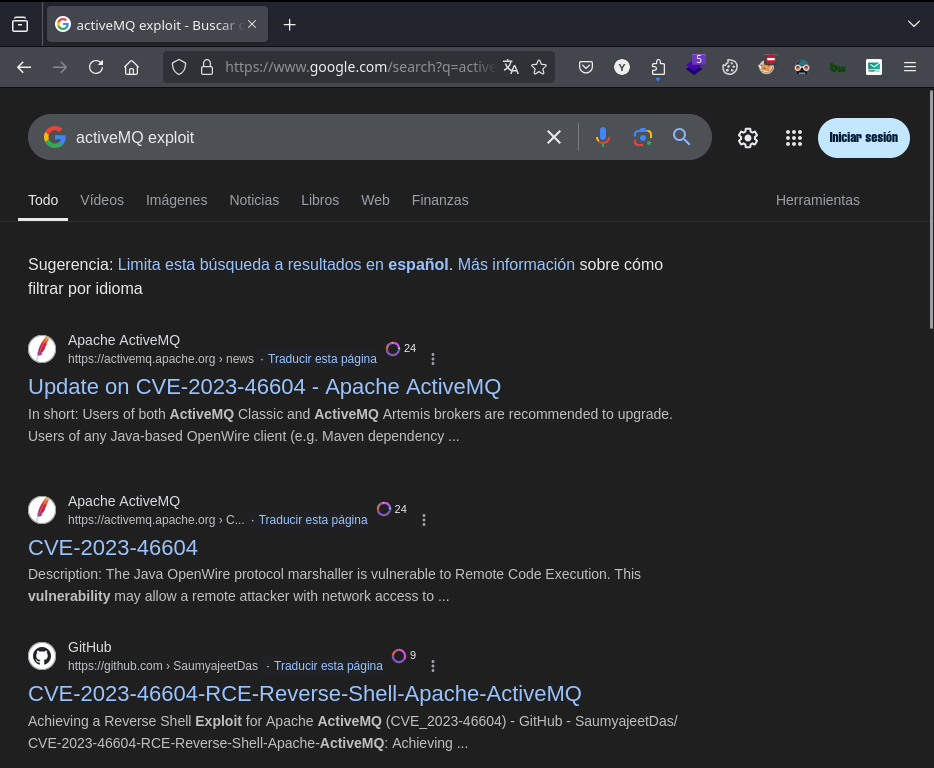 activeMQ exploit - Buscar
5
https://www.google.com/search?q=active
Y
activeMQ exploit
Iniciar sesión
Todo Vídeos Imágenes Noticias Libros Web Finanzas Herramientas
Sugerencia: Limita esta búsqueda a resultados en español. Más información sobre cómo
filtrar por idioma
Apache ActiveMQ
https://activemq.apache.org › news · Traducir esta página 24
Update on CVE-2023-46604 - Apache ActiveMQ
In short: Users of both ActiveMQ Classic and ActiveMQ Artemis brokers are recommended to upgrade.
Users of any Java-based OpenWire client (e.g. Maven dependency ...
Apache ActiveMQ
https://activemq.apache.org › C... · Traducir esta página 24
CVE-2023-46604
Description: The Java OpenWire protocol marshaller is vulnerable to Remote Code Execution. This
vulnerability may allow a remote attacker with network access to ...
GitHub
https://github.com › SaumyajeetDas · Traducir esta página 9
CVE-2023-46604-RCE-Reverse-Shell-Apache-ActiveMQ
Achieving a Reverse Shell Exploit for Apache ActiveMQ (CVE_2023-46604) - GitHub - SaumyajeetDas/
CVE-2023-46604-RCE-Reverse-Shell-Apache-ActiveMQ: Achieving ...